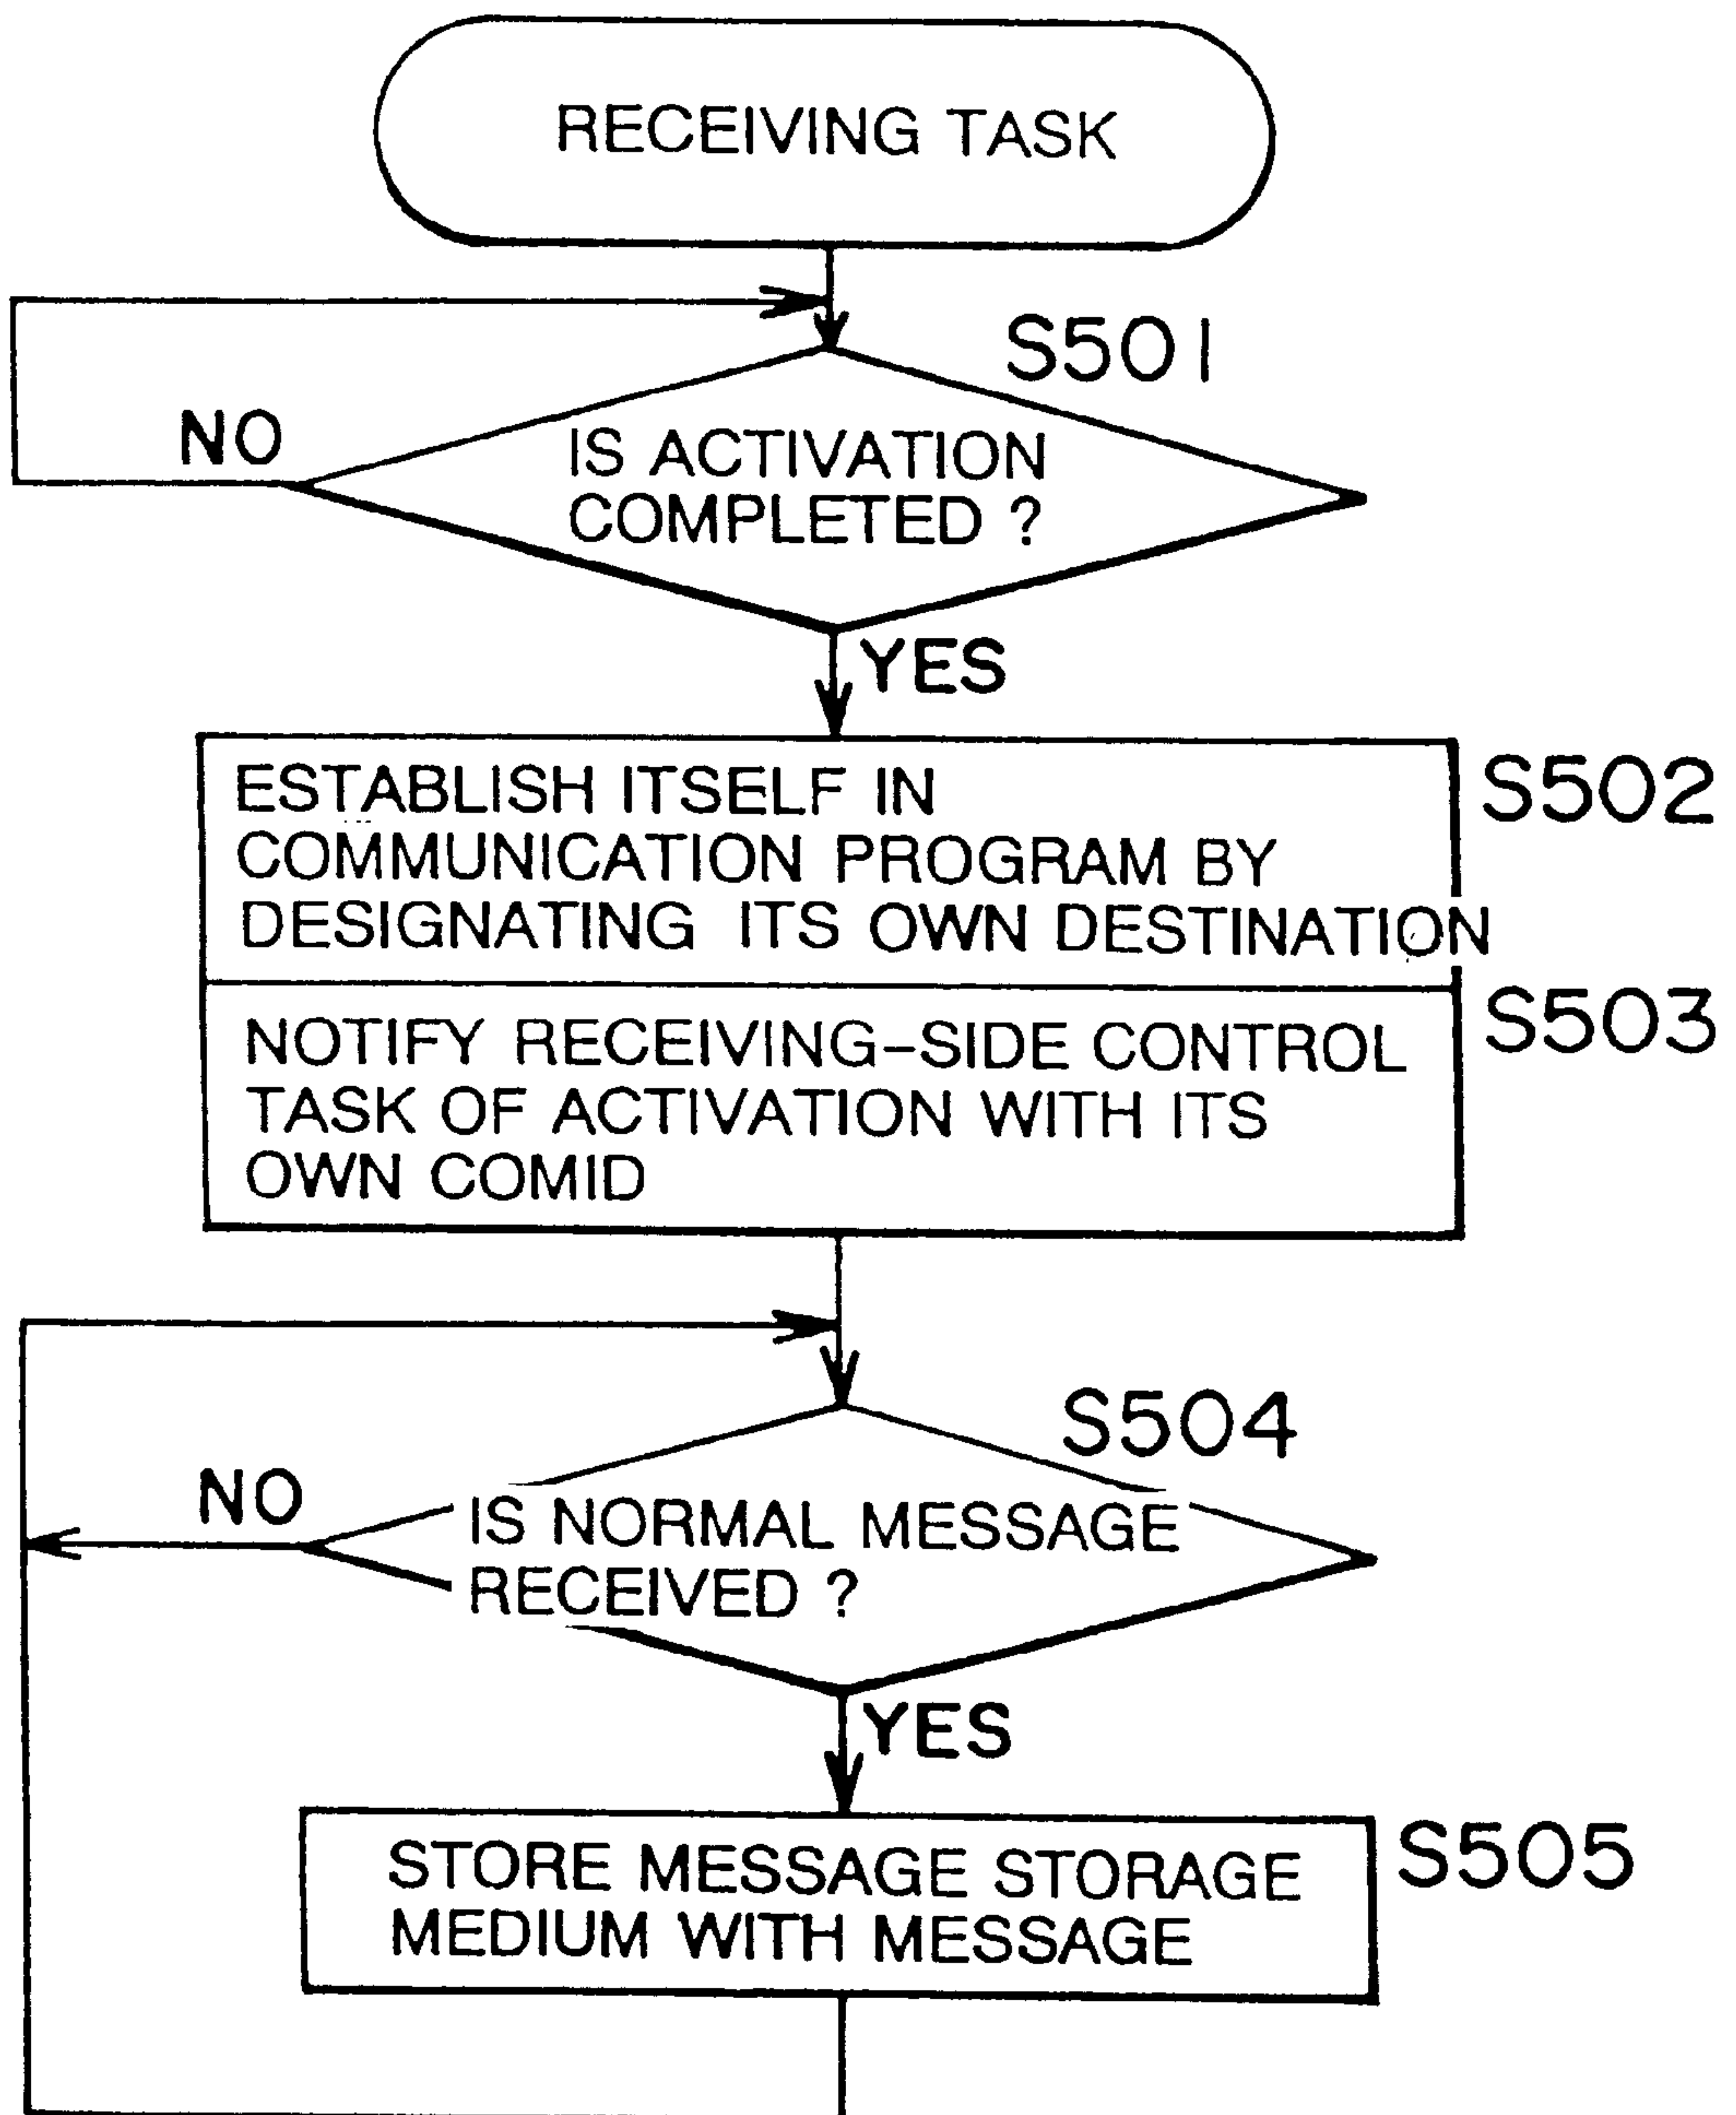 RECEIVING TASK
S501
NO
IS ACTIVATION
COMPLETED ?
YES
ESTABLISH ITSELF IN
COMMUNICATION PROGRAM BY
DESIGNATING ITS OWN DESTINATION
S502
NOTIFY RECEIVING-SIDE CONTROL
TASK OF ACTIVATION WITH ITS
OWN COMID
S503
S504
NO
IS NORMAL MESSAGE
RECEIVED ?
YES
STORE MESSAGE STORAGE
MEDIUM WITH MESSAGE
S505